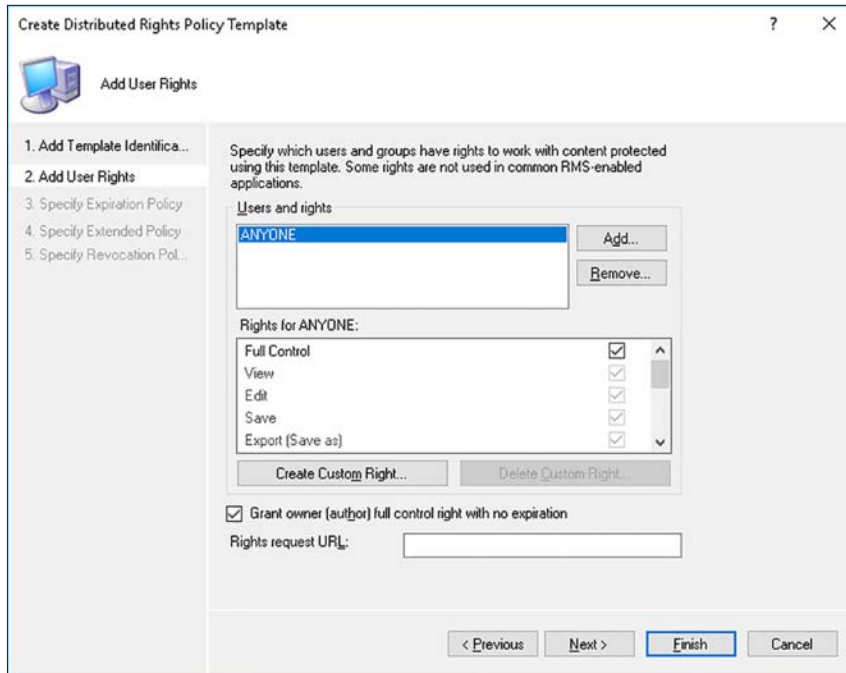 Create Distributed Rights Policy Template
?
Add User Rights
1. Add Template Identifica...
2. Add User Rights
3. Specify Expiration Policy
4. Specify Extended Policy
5. Specify Revocation Pol...
Specify which users and groups have rights to work with content protected
using this template. Some rights are not used in common RMS-enabled
applications.
Users and rights
ANYONE
Add...
Remove...
Rights for ANYONE:
Full Control
View
Edit
Save
Export (Save as)
Create Custom Right...
Delete Custom Right...
Grant owner (author) full control right with no expiration
Rights request URL:
< Previous
Next >
Finish
Cancel